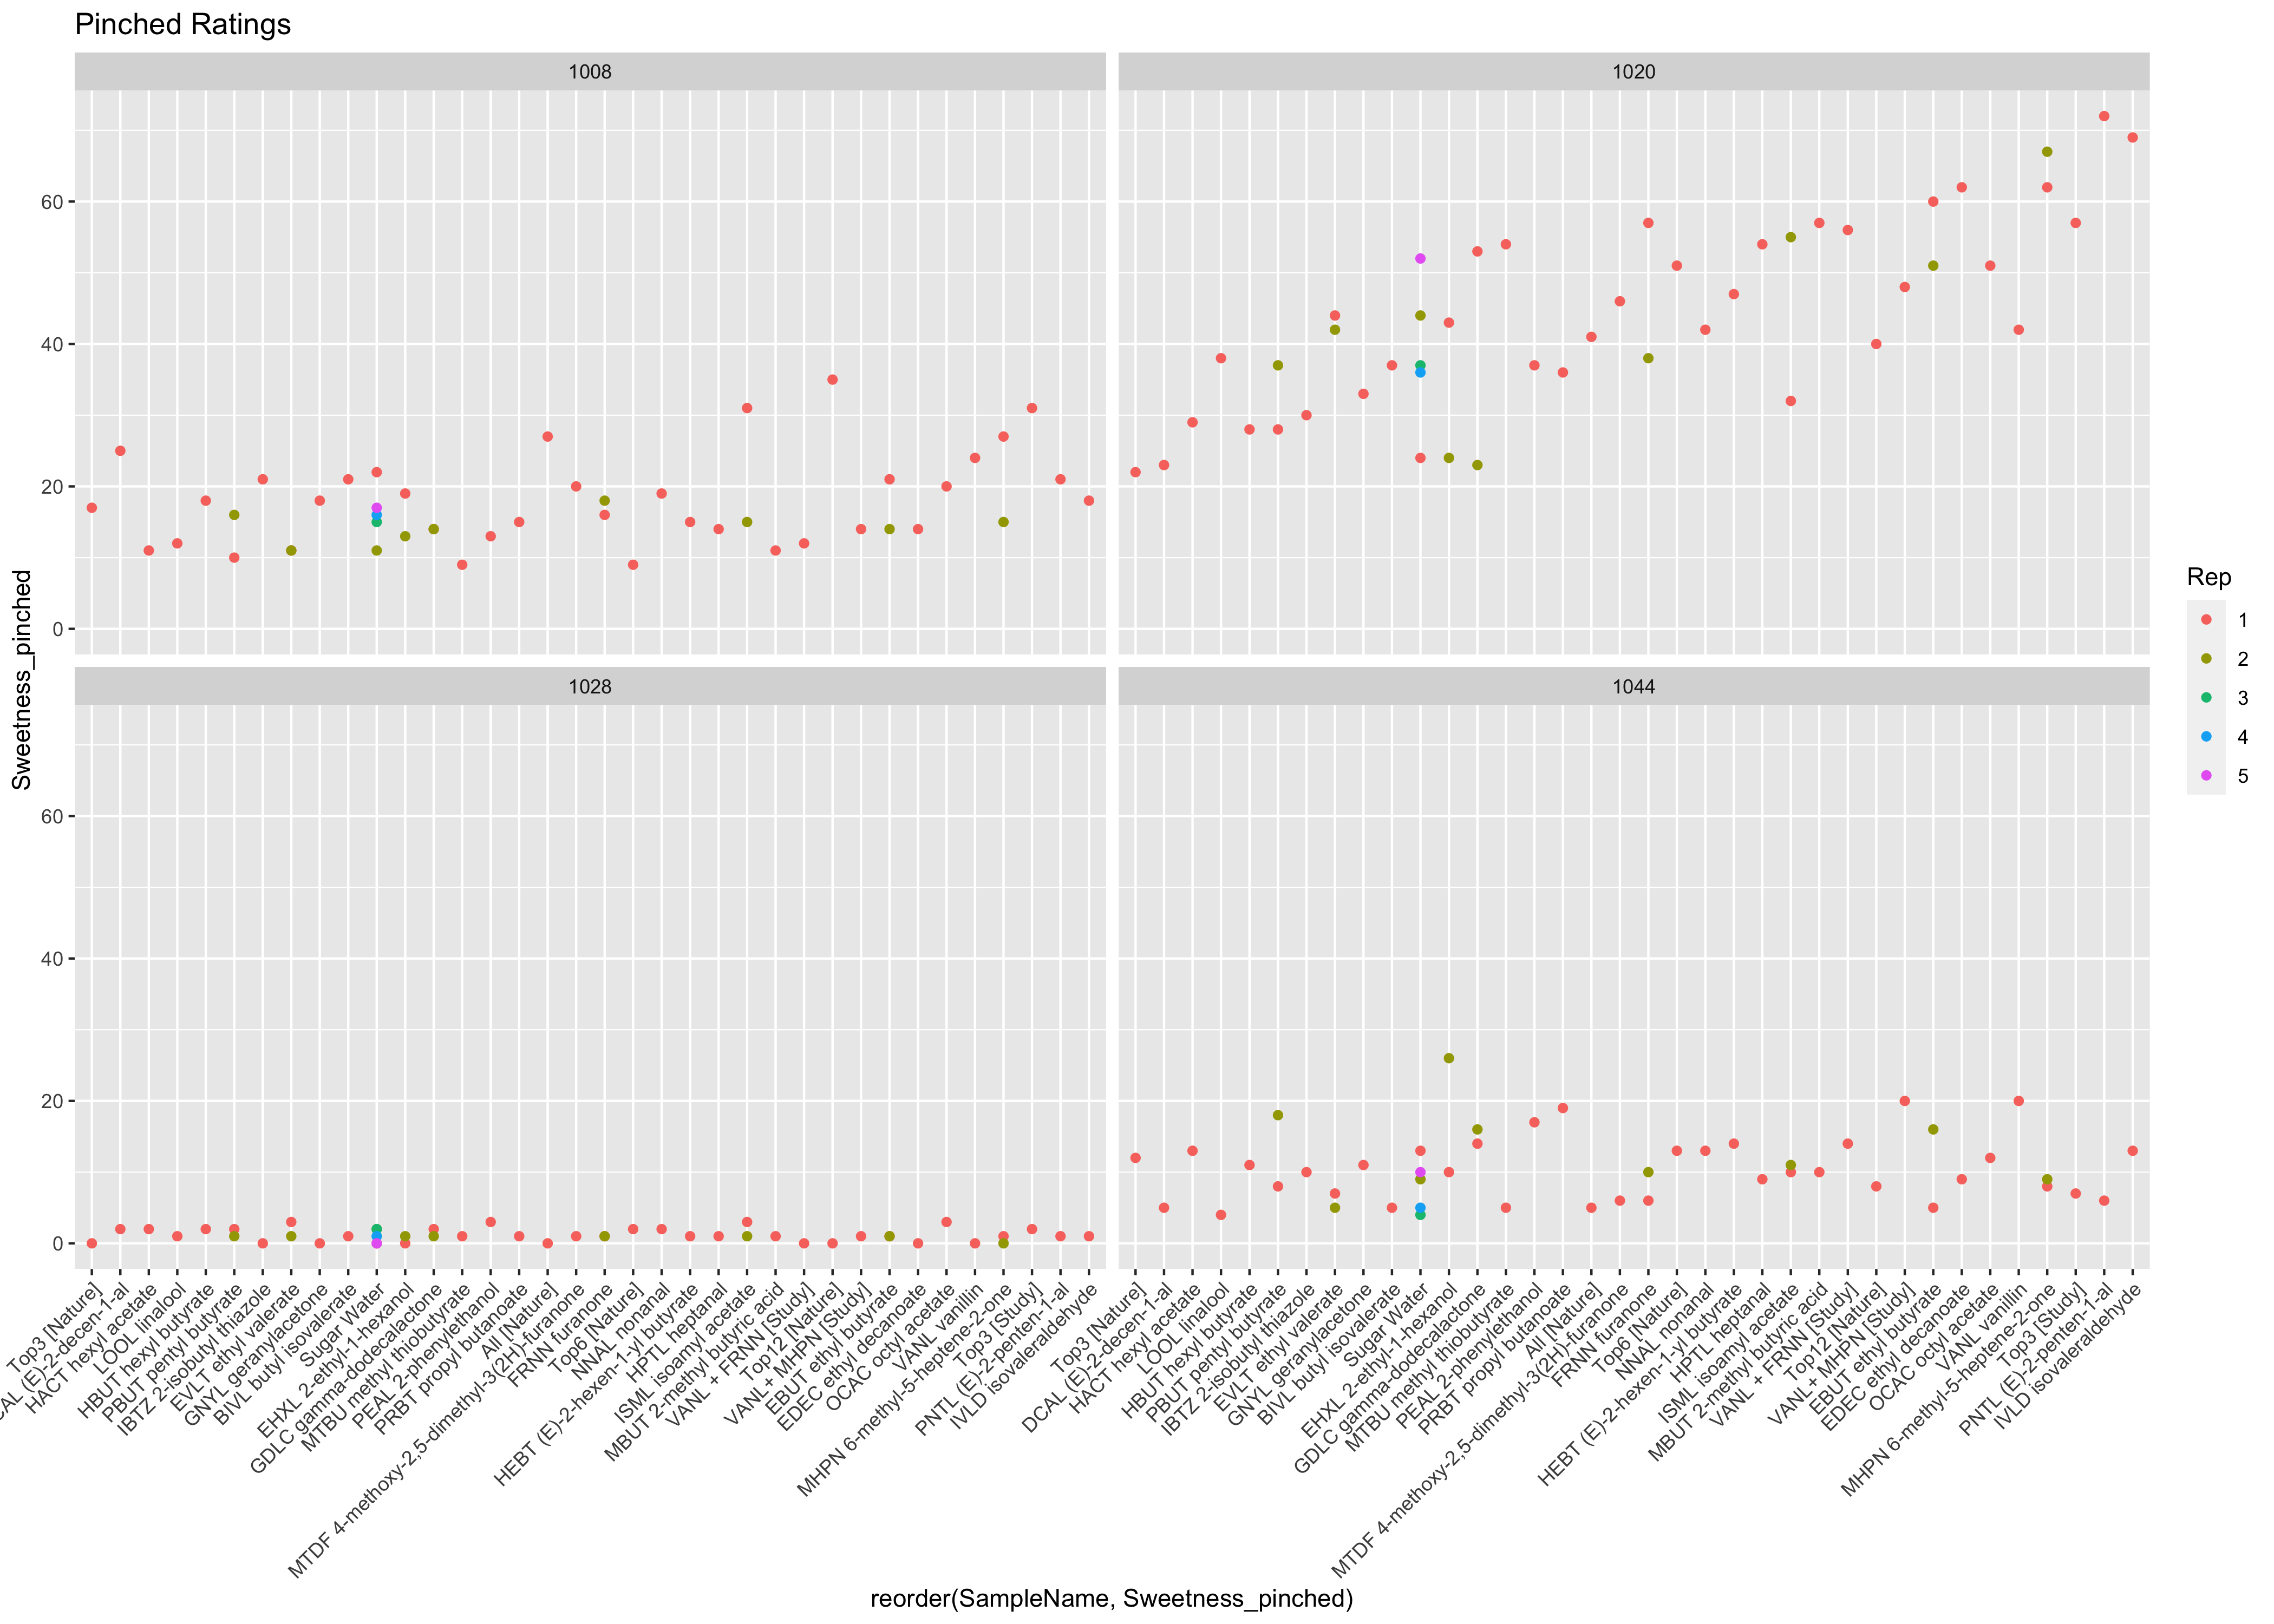 Pinched Ratings
1008
1020
60
40
20
0
Sweetness_pinched
1028
1044
60
40
20
0
Rep
1
2
3
4
5
Top3 [Nature]
CAL (E)-2-decen-1-al
HACT hexyl acetate
LOOL linalool
HBUT hexyl butyrate
PBUT pentyl butyrate
IBTZ 2-isobutyl thiazole
EVLT ethyl valerate
GNYL geranylacetone
BIVL butyl isovalerate
Sugar Water
EHXL 2-ethyl-1-hexanol
GDLC gamma-dodecalactone
MTBU methyl thiobutyrate
PEAL 2-phenylethanol
PRBT propyl butanoate
All [Nature]
MTDF 4-methoxy-2,5-dimethyl-3(2H)-furanone
FRNN furanone
Top6 [Nature]
NNAL nonanal
HEBT (E)-2-hexen-1-yl butyrate
HPTL heptanal
ISML isoamyl acetate
MBUT 2-methyl butyric acid
VANL + FRNN [Study]
Top12 [Nature]
VANL+ MHPN [Study]
EBUT ethyl butyrate
EDEC ethyl decanoate
OCAC octyl acetate
VANL vanillin
MHPN 6-methyl-5-heptene-2-one
Top3 [Study]
PNTL (E)-2-penten-1-al
IVLD isovaleraldehyde
Top3 [Nature]
DCAL (E)-2-decen-1-al
HACT hexyl acetate
LOOL linalool
HBUT hexyl butyrate
PBUT pentyl butyrate
IBTZ 2-isobutyl thiazole
EVLT ethyl valerate
GNYL geranylacetone
BIVL butyl isovalerate
Sugar Water
EHXL 2-ethyl-1-hexanol
GDLC gamma-dodecalactone
MTBU methyl thiobutyrate
PEAL 2-phenylethanol
PRBT propyl butanoate
All [Nature]
MTDF 4-methoxy-2,5-dimethyl-3(2H)-furanone
FRNN furanone
Top6 [Nature]
NNAL nonanal
HEBT (E)-2-hexen-1-yl butyrate
HPTL heptanal
ISML isoamyl acetate
MBUT 2-methyl butyric acid
VANL + FRNN [Study]
Top12 [Nature]
VANL+ MHPN [Study]
EBUT ethyl butyrate
EDEC ethyl decanoate
OCAC octyl acetate
VANL vanillin
MHPN 6-methyl-5-heptene-2-one
Top3 [Study]
PNTL (E)-2-penten-1-al
IVLD isovaleraldehyde
reorder(SampleName, Sweetness_pinched)